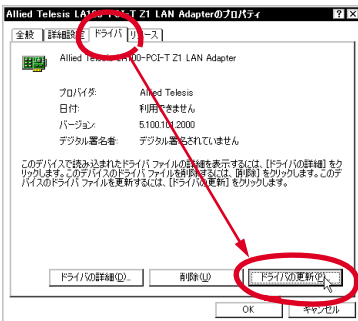 Allied Telesis LA100-PCI-T Z1 LAN Adapterのプロパティ
全般 詳細設定 ドライバ リソース
Allied Telesis LA100-PCI-T Z1 LAN Adapter
プロバイダ: Allied Telesis
日付: 利用できません
バージョン: 5.100.101.2000
デジタル署名者: デジタル署名されていません
このデバイスで読み込まれたドライバ ファイルの詳細を表示するには、[ドライバの詳細] をク
リックします。このデバイスのドライバ ファイルを削除するには、[削除] をクリックします。このデ
バイスのドライバ ファイルを更新するには、[ドライバの更新] をクリックします。
ドライバの詳細(D)... 削除(U) ドライバの更新(P)...
OK キャンセル